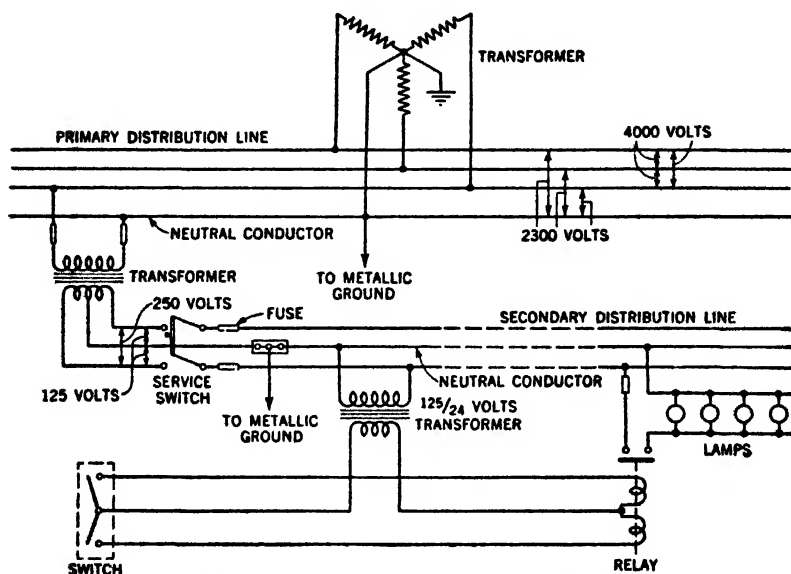 TRANSFORMER
PRIMARY DISTRIBUTION LINE
4000 VOLTS
NEUTRAL CONDUCTOR
2300 VOLTS
TRANSFORMER
TO METALLIC
GROUND
250 VOLTS
FUSE
SECONDARY DISTRIBUTION LINE
125 VOLTS
SERVICE
SWITCH
NEUTRAL CONDUCTOR
TO METALLIC
GROUND
125/24 VOLTS
TRANSFORMER
LAMPS
SWITCH
RELAY